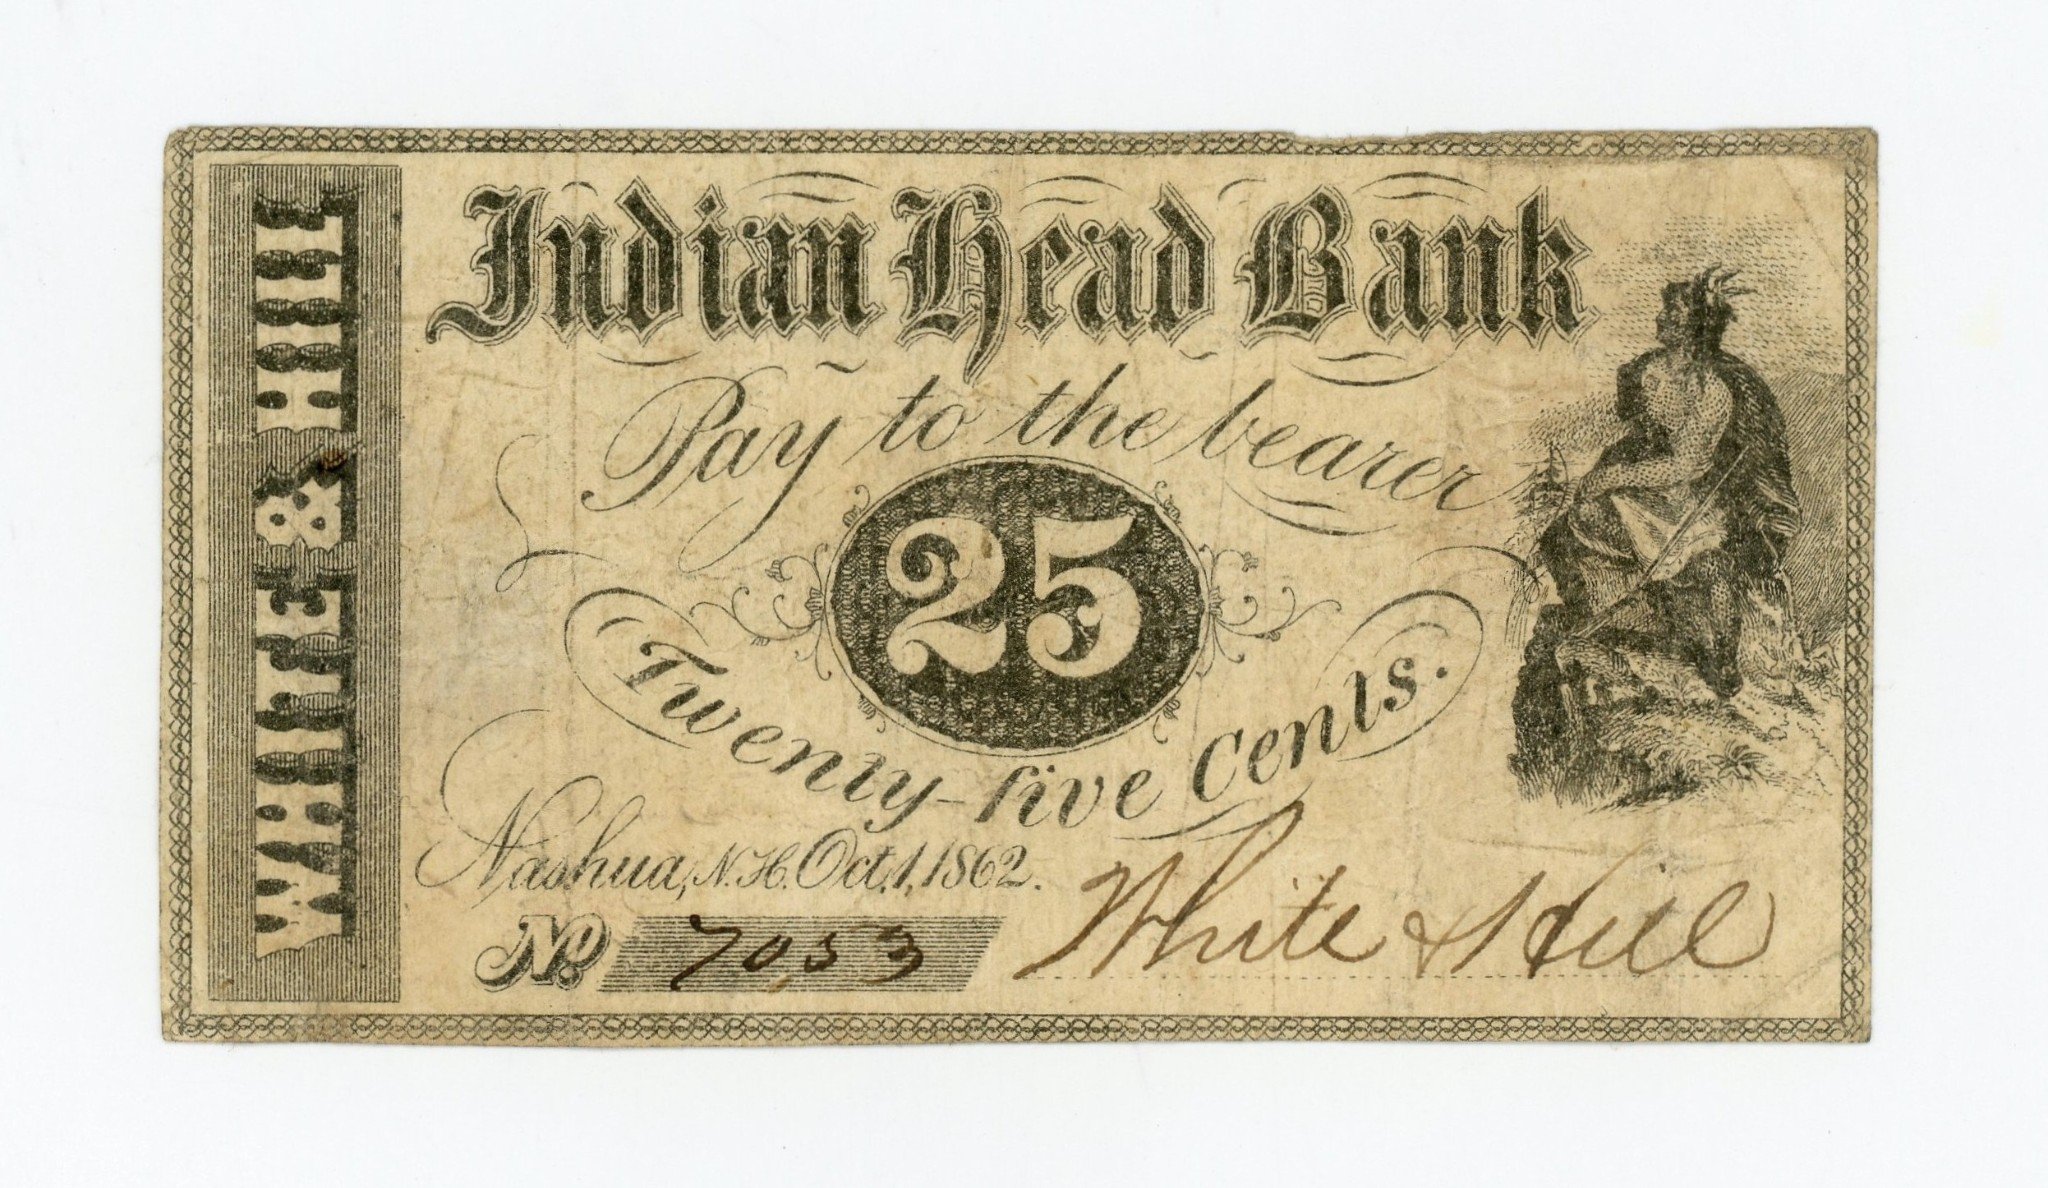 WHITE & HILL
Indian Head Bank
Pay to the bearer
25
Twenty-five Cents.
Nashua, N.H. Oct. 1, 1862.
No. 7053
White & Hill